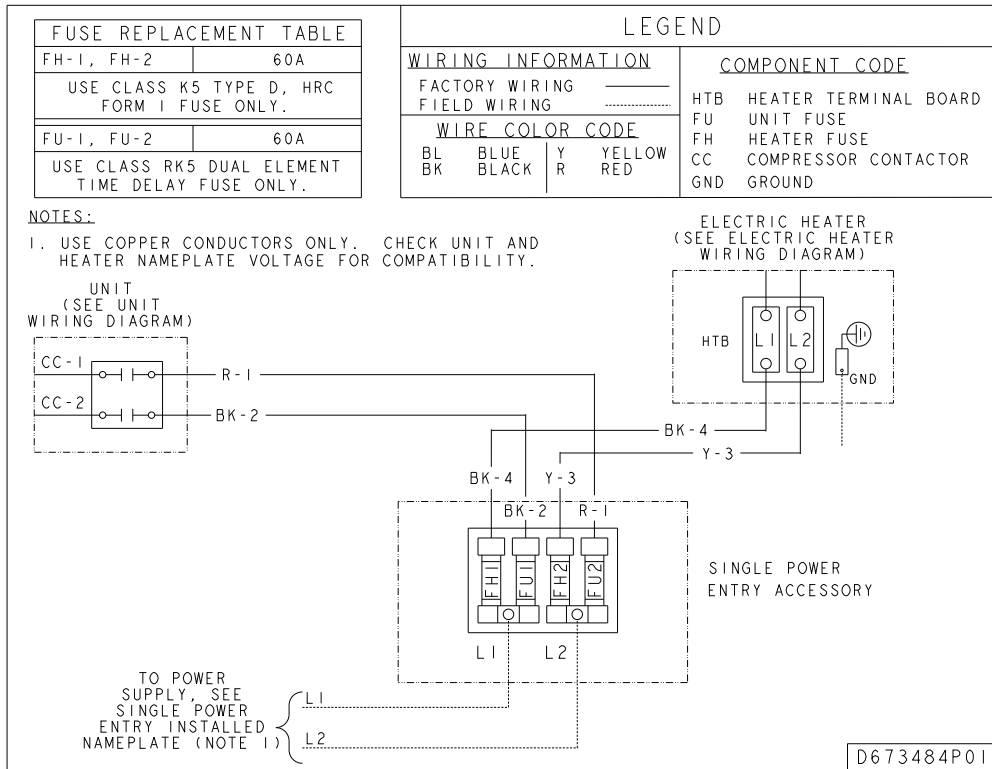 FUSE REPLACEMENT TABLE
FH-1, FH-2 60A
USE CLASS K5 TYPE D, HRC
FORM I FUSE ONLY.
FU-1, FU-2 60A
USE CLASS RK5 DUAL ELEMENT
TIME DELAY FUSE ONLY.
LEGEND
WIRING INFORMATION
FACTORY WIRING
FIELD WIRING
WIRE COLOR CODE
BL BLUE Y YELLOW
BK BLACK R RED
COMPONENT CODE
HTB HEATER TERMINAL BOARD
FU UNIT FUSE
FH HEATER FUSE
CC COMPRESSOR CONTACTOR
GND GROUND
NOTES:
1. USE COPPER CONDUCTORS ONLY. CHECK UNIT AND
HEATER NAMEPLATE VOLTAGE FOR COMPATIBILITY.
UNIT
(SEE UNIT
WIRING DIAGRAM)
CC-1
CC-2
R-1
BK-2
ELECTRIC HEATER
(SEE ELECTRIC HEATER
WIRING DIAGRAM)
HTB
L1
L2
GND
BK-4
Y-3
BK-4
Y-3
BK-2
R-1
FH1
FU1
FH2
FU2
L1
L2
SINGLE POWER
ENTRY ACCESSORY
TO POWER
SUPPLY, SEE
SINGLE POWER
ENTRY INSTALLED
NAMEPLATE (NOTE 1)
L1
L2
D673484P01